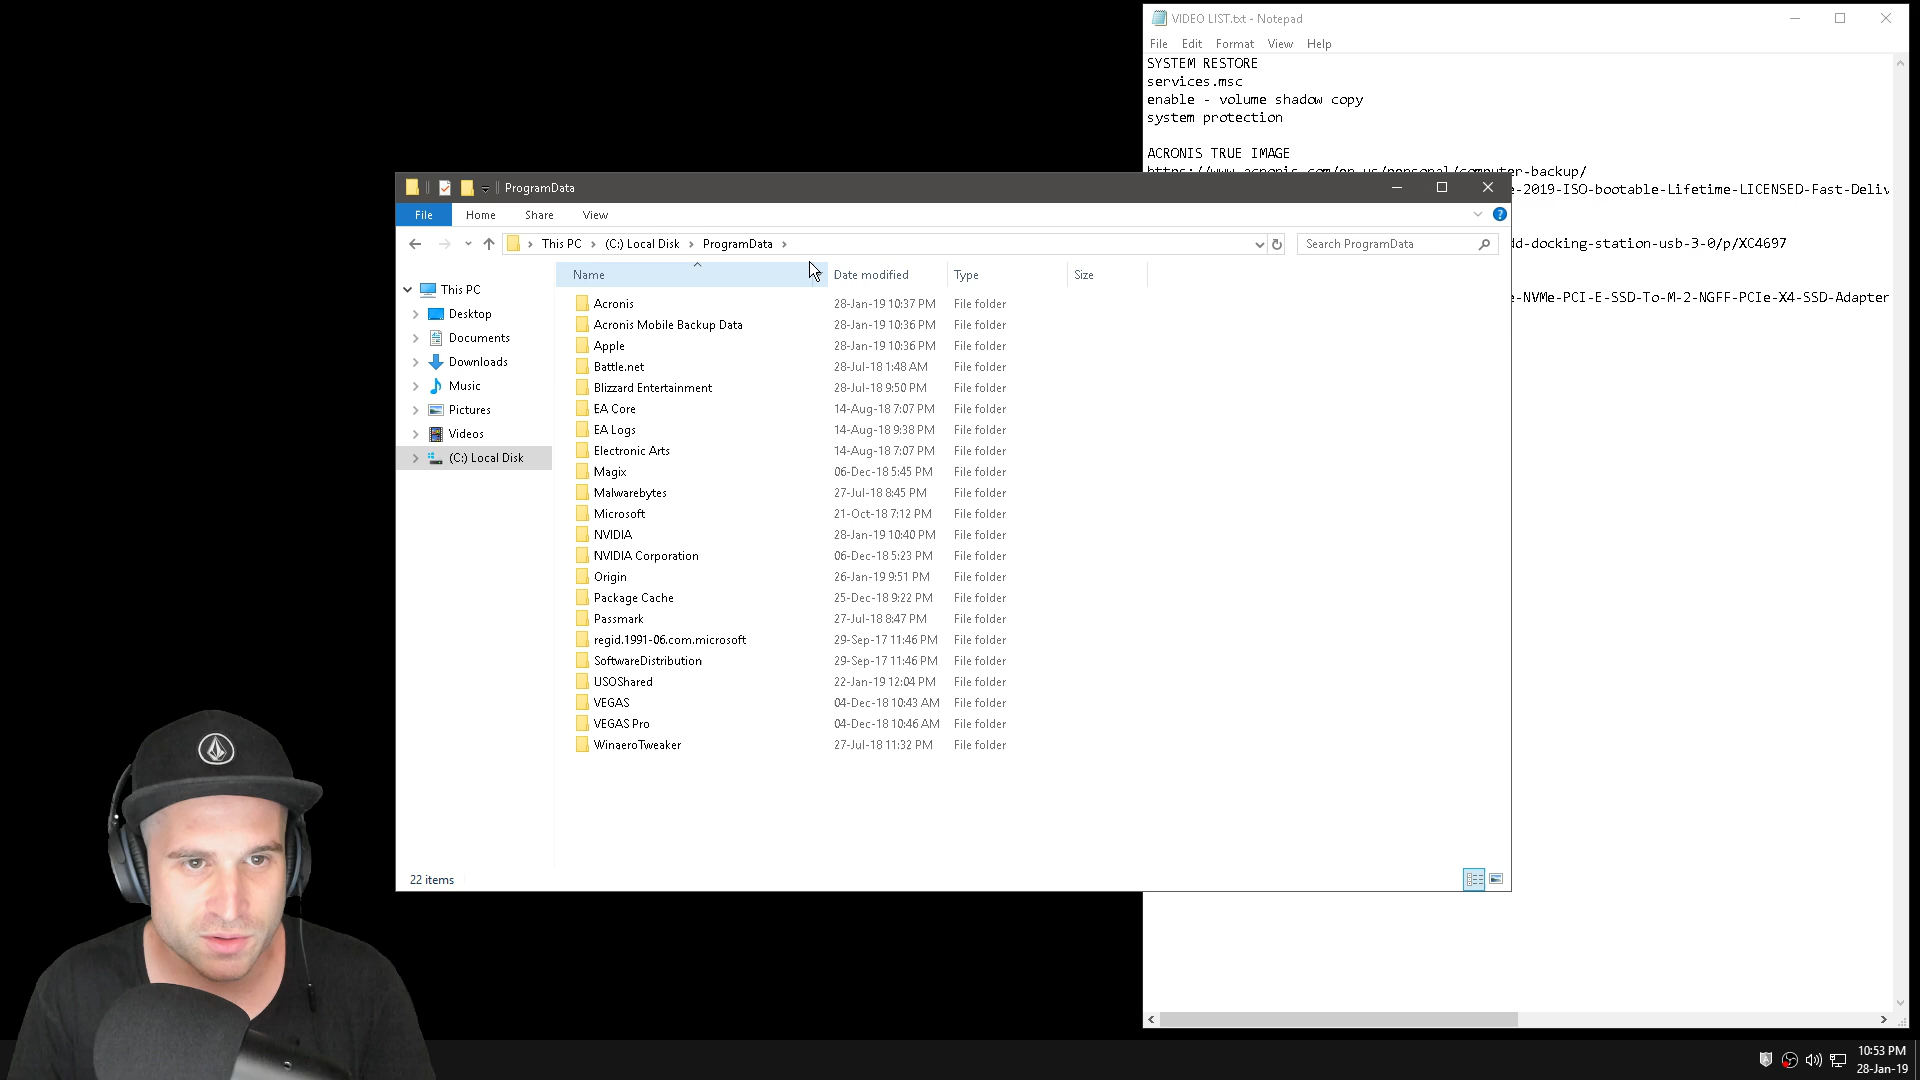 VIDEO LIST.txt - Notepad
File Edit Format View Help
SYSTEM RESTORE
services.msc
enable - volume shadow copy
system protection
ACRONIS TRUE IMAGE
https://www.acronis.com/en-us/personal/computer-backup/
e-2019-ISO-bootable-Lifetime-LICENSED-Fast-Deliv
dd-docking-station-usb-3-0/p/XC4697
e-NVMe-PCI-E-SSD-To-M-2-NGFF-PCIe-X4-SSD-Adapter
ProgramData
File Home Share View
This PC > (C:) Local Disk > ProgramData >
Search ProgramData
This PC
Desktop
Documents
Downloads
Music
Pictures
Videos
(C:) Local Disk
Name Date modified Type Size
Acronis 28-Jan-19 10:37 PM File folder
Acronis Mobile Backup Data 28-Jan-19 10:36 PM File folder
Apple 28-Jan-19 10:36 PM File folder
Battle.net 28-Jul-18 1:48 AM File folder
Blizzard Entertainment 28-Jul-18 9:50 PM File folder
EA Core 14-Aug-18 7:07 PM File folder
EA Logs 14-Aug-18 9:38 PM File folder
Electronic Arts 14-Aug-18 7:07 PM File folder
Magix 06-Dec-18 5:45 PM File folder
Malwarebytes 27-Jul-18 8:45 PM File folder
Microsoft 21-Oct-18 7:12 PM File folder
NVIDIA 28-Jan-19 10:40 PM File folder
NVIDIA Corporation 06-Dec-18 5:23 PM File folder
Origin 26-Jan-19 9:51 PM File folder
Package Cache 25-Dec-18 9:22 PM File folder
Passmark 27-Jul-18 8:47 PM File folder
regid.1991-06.com.microsoft 29-Sep-17 11:46 PM File folder
SoftwareDistribution 29-Sep-17 11:46 PM File folder
USOShared 22-Jan-19 12:04 PM File folder
VEGAS 04-Dec-18 10:43 AM File folder
VEGAS Pro 04-Dec-18 10:46 AM File folder
WinaeroTweaker 27-Jul-18 11:32 PM File folder
22 items
10:53 PM
28-Jan-19